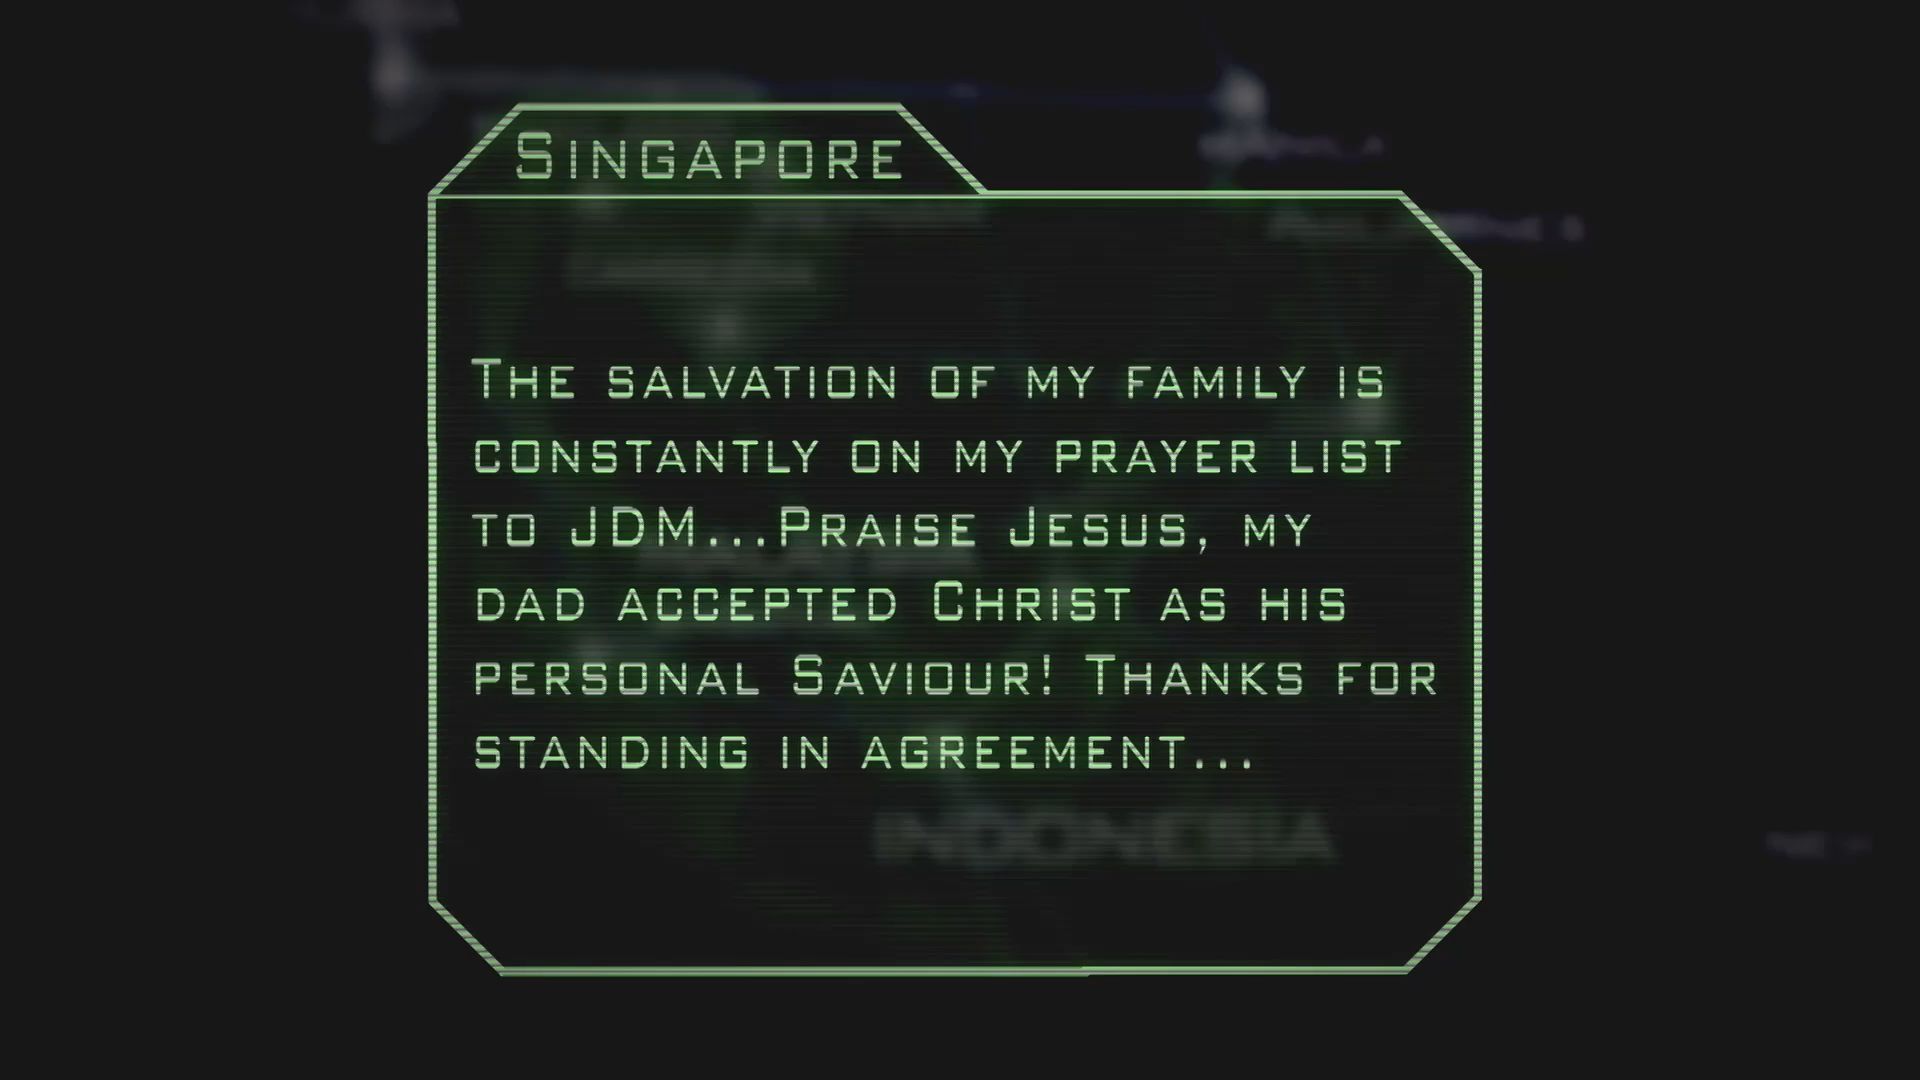 Singapore
The salvation of my family is
constantly on my prayer list
to JDM...Praise Jesus, my
dad accepted Christ as his
personal Saviour! Thanks for
standing in agreement...
INDONESIA